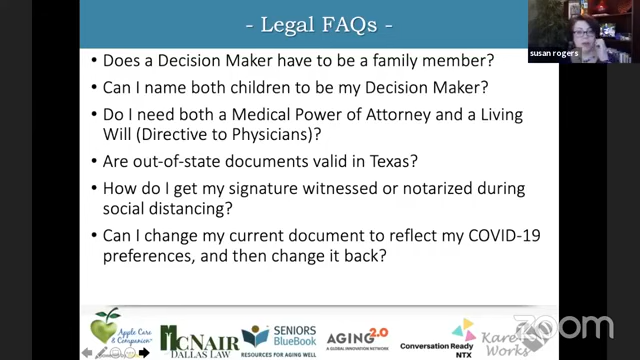 - Legal FAQs -
susan rogers
• Does a Decision Maker have to be a family member?
• Can I name both children to be my Decision Maker?
• Do I need both a Medical Power of Attorney and a Living
Will (Directive to Physicians)?
• Are out-of-state documents valid in Texas?
• How do I get my signature witnessed or notarized during
social distancing?
• Can I change my current document to reflect my COVID-19
preferences, and then change it back?
Apple Care
& Companion
McNAIR
DALLAS LAW
SENIORS
BlueBook
RESOURCES FOR AGING WELL
AGING2.0
A GLOBAL INNOVATION NETWORK
Conversation Ready
NTX
Works
zoom